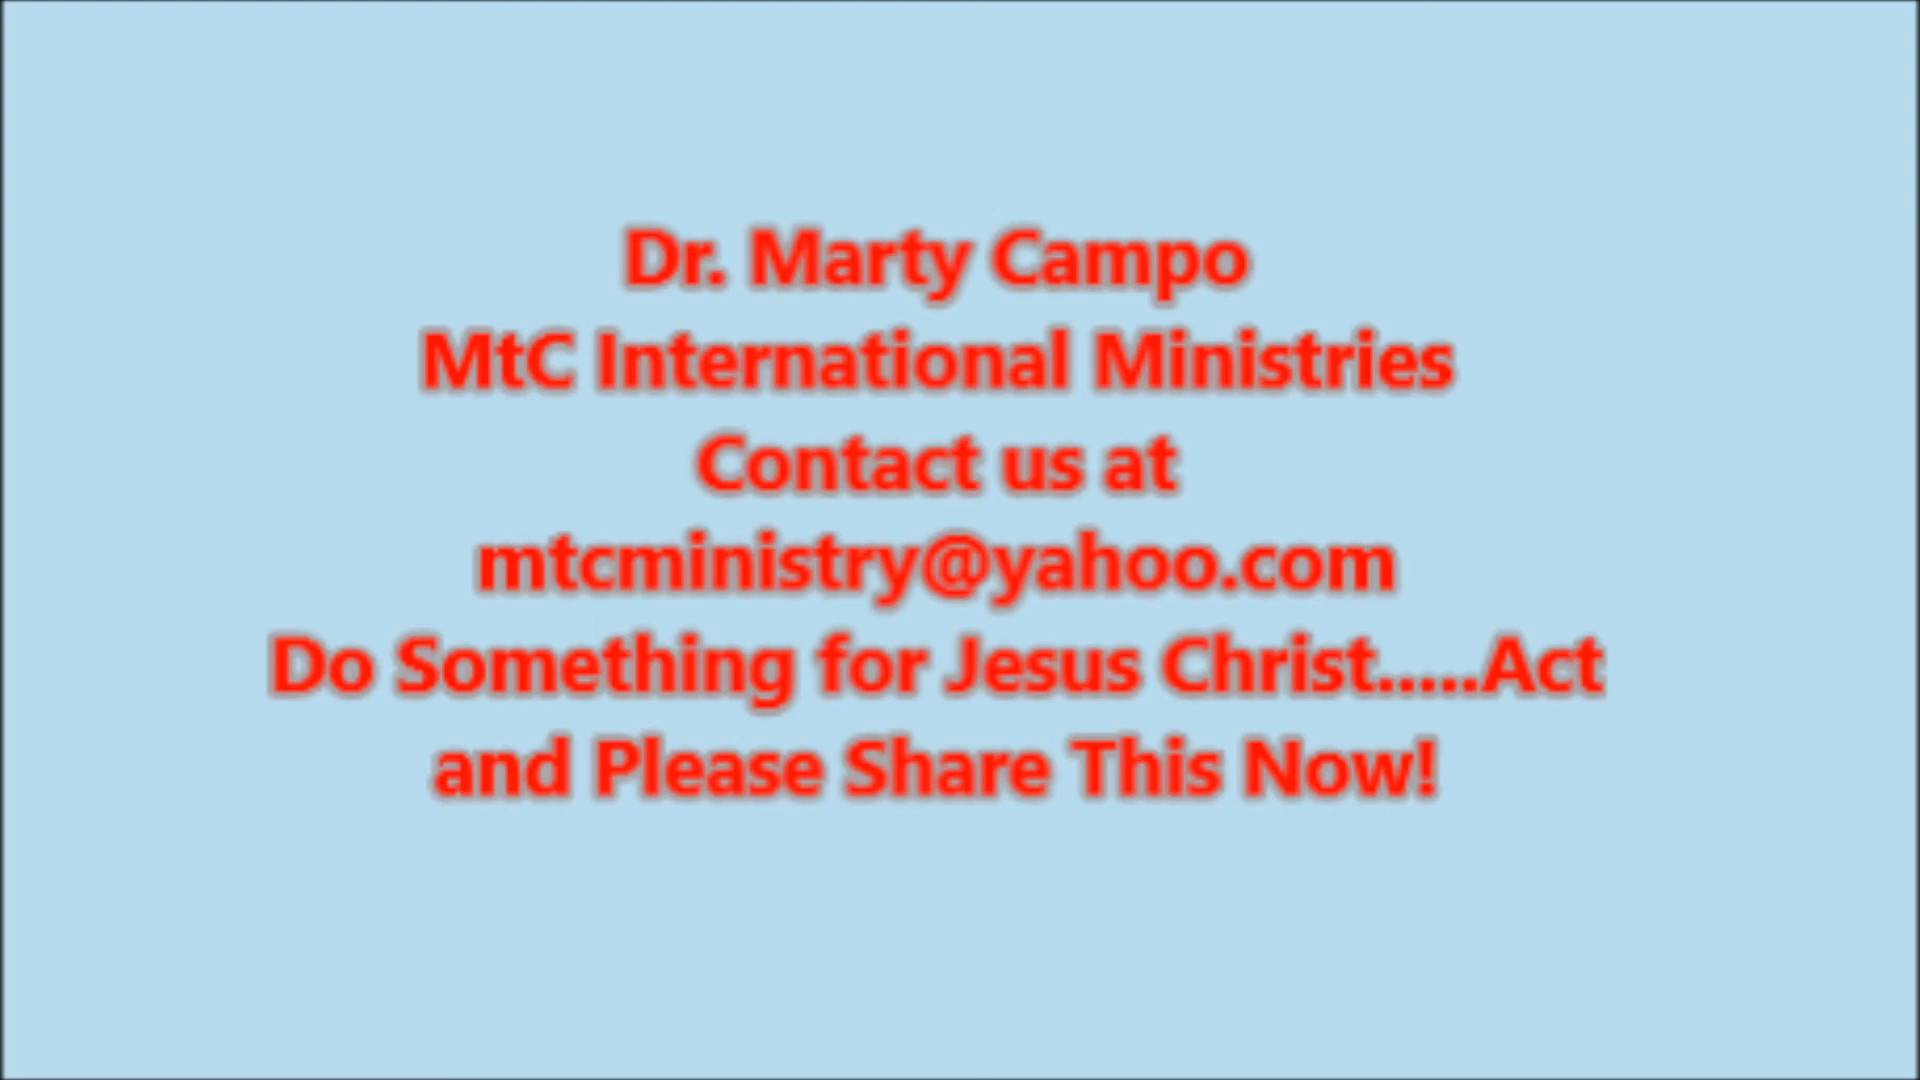 Dr. Marty Campo
MtC International Ministries
Contact us at
mtcministry@yahoo.com
Do Something for Jesus Christ.....Act
and Please Share This Now!